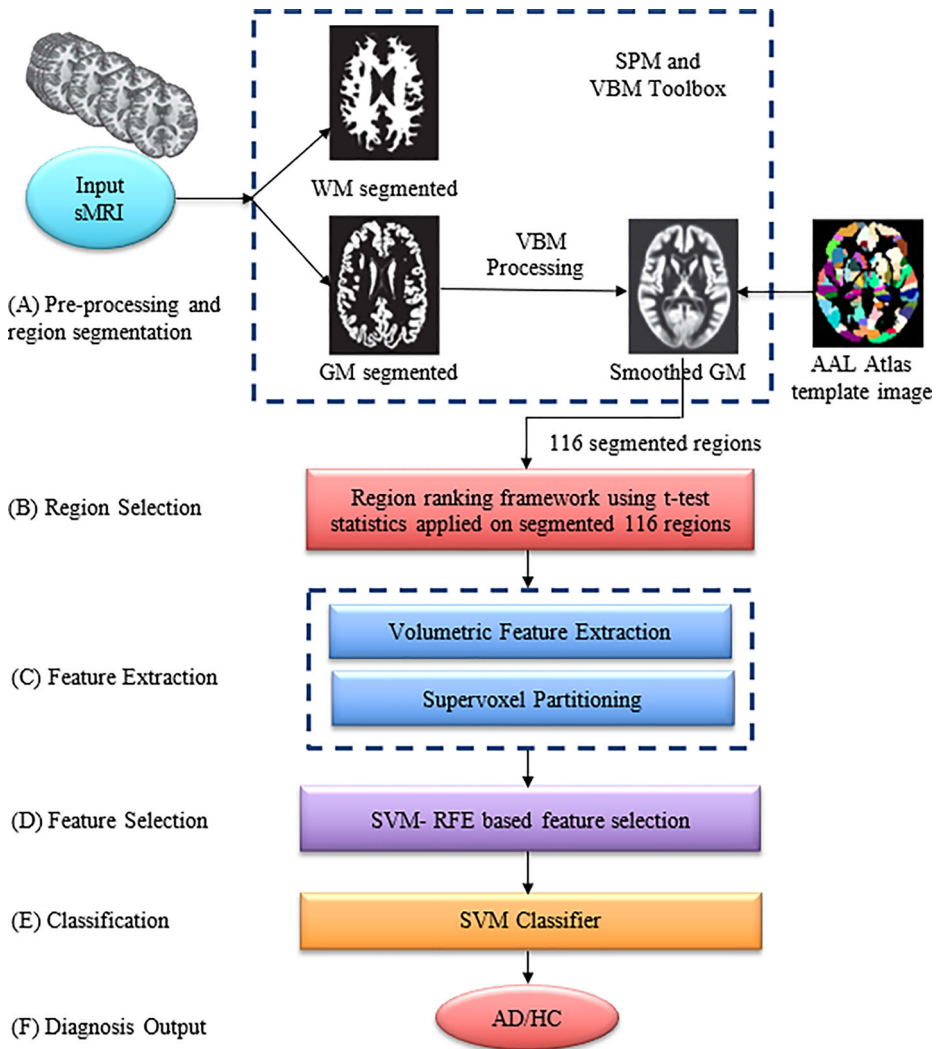 SPM and
VBM Toolbox
Input
sMRI
WM segmented
VBM
Processing
(A) Pre-processing and
region segmentation
GM segmented
Smoothed GM
AAL Atlas
template image
116 segmented regions
(B) Region Selection
Region ranking framework using t-test
statistics applied on segmented 116 regions
(C) Feature Extraction
Volumetric Feature Extraction
Supervoxel Partitioning
(D) Feature Selection
SVM- RFE based feature selection
(E) Classification
SVM Classifier
(F) Diagnosis Output
AD/HC